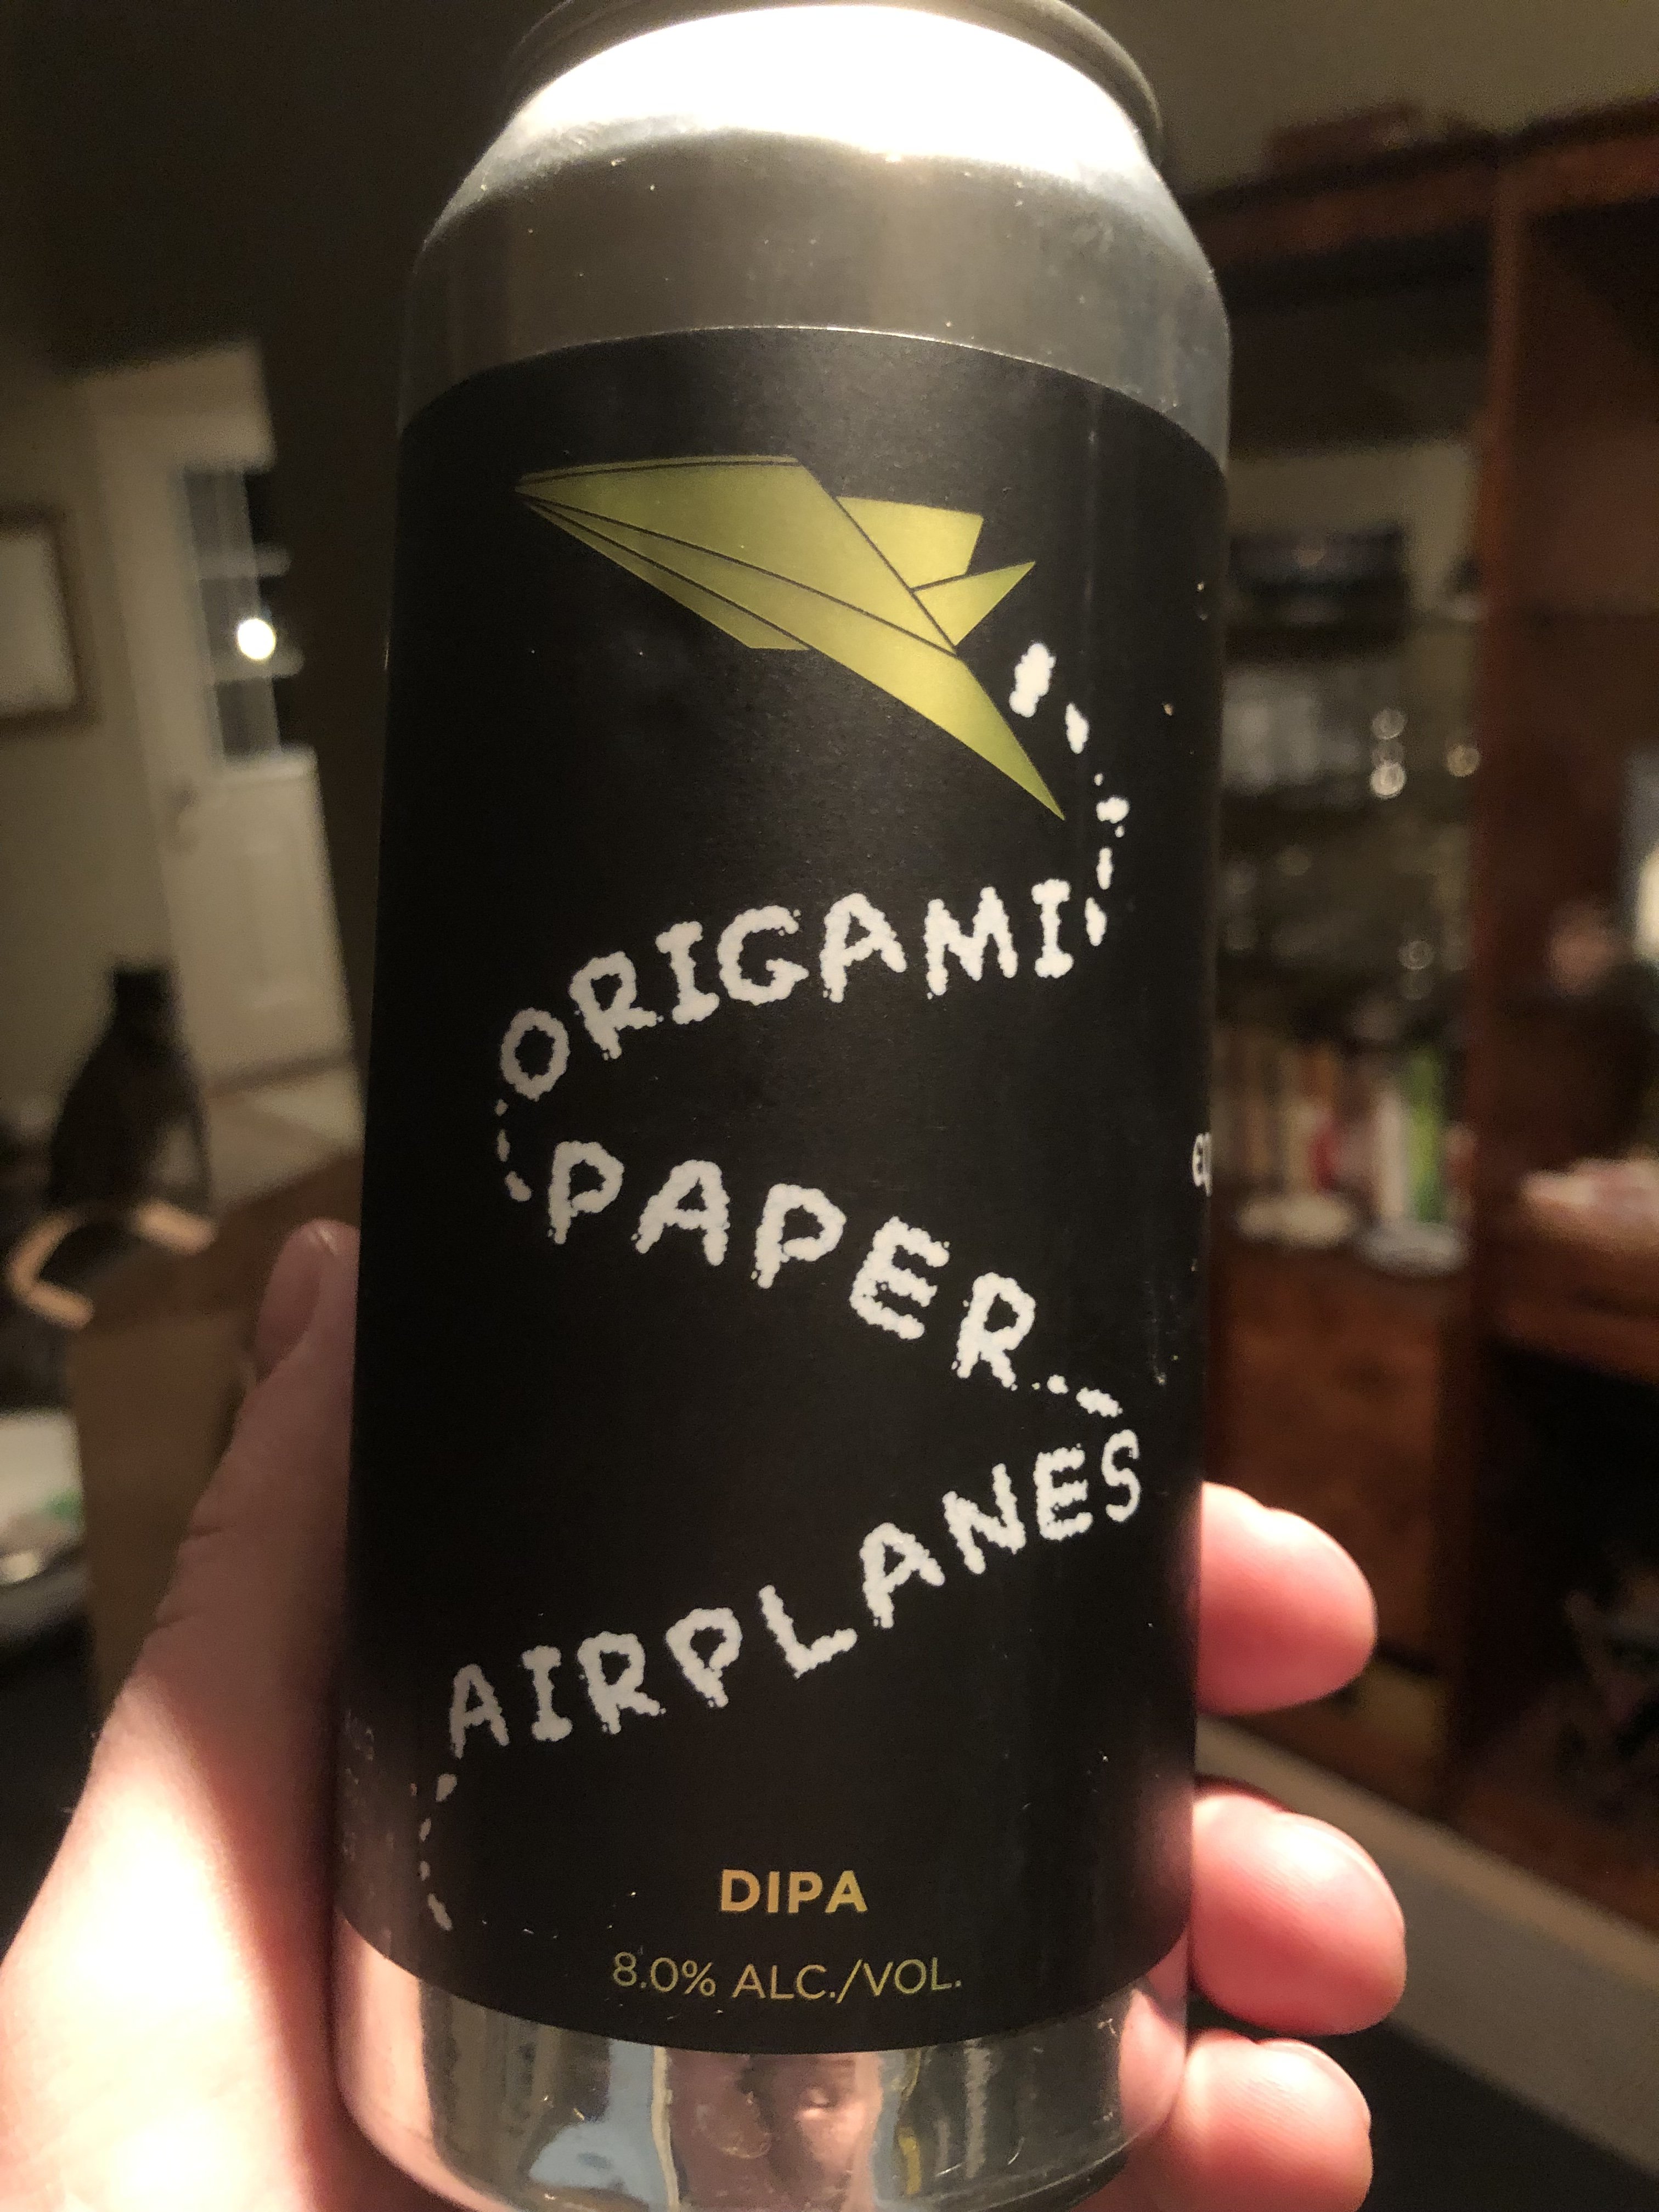 ORIGAMI
PAPER
AIRPLANES
DIPA
8.0% ALC./VOL.